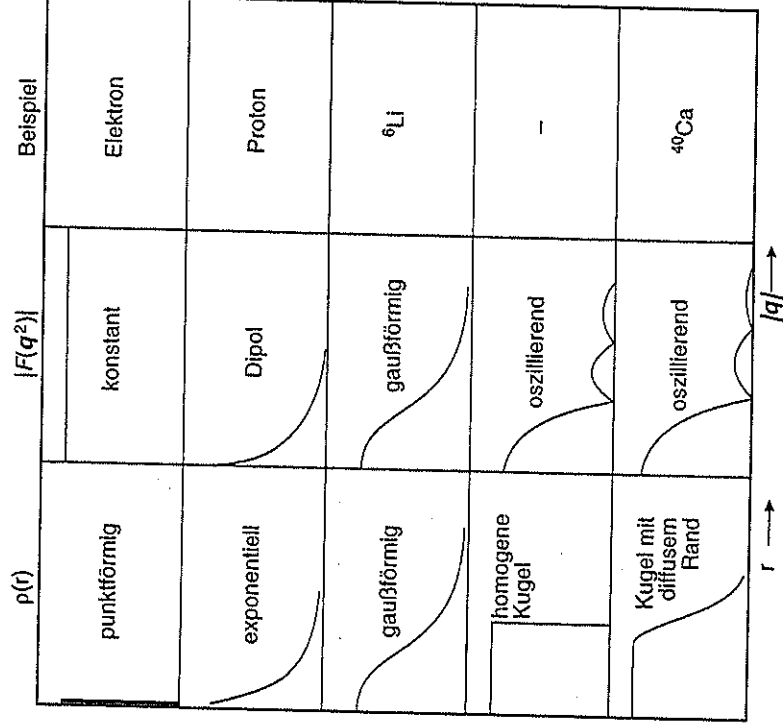 ρ(r) |F(q²)| Beispiel
punktförmig konstant Elektron
exponentiell Dipol Proton
gaußförmig gaußförmig ⁶Li
homogene
Kugel
oszillierend –
Kugel mit
diffusem
Rand
oszillierend ⁴⁰Ca
r → |q| →